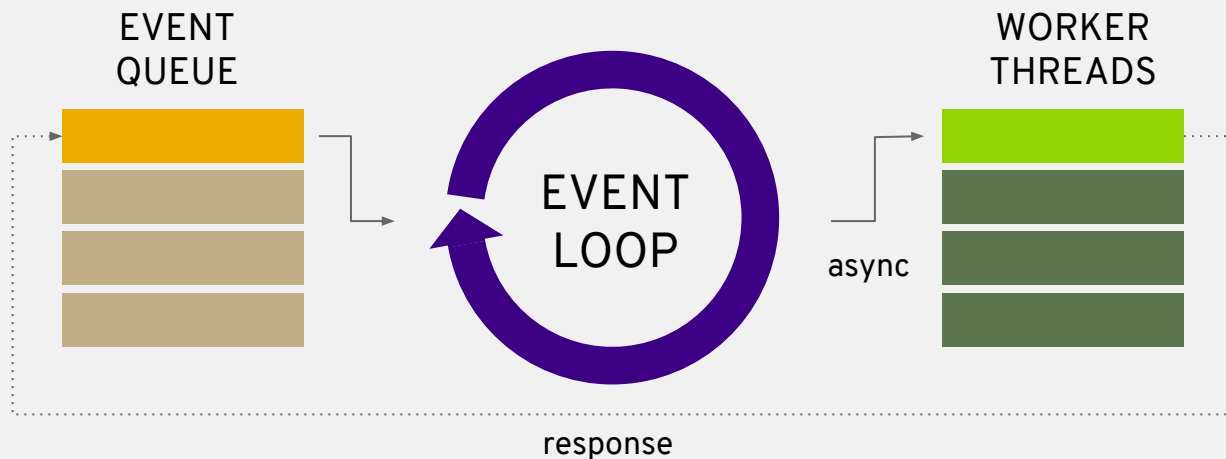 EVENT
QUEUE
EVENT
LOOP
async
WORKER
THREADS
response